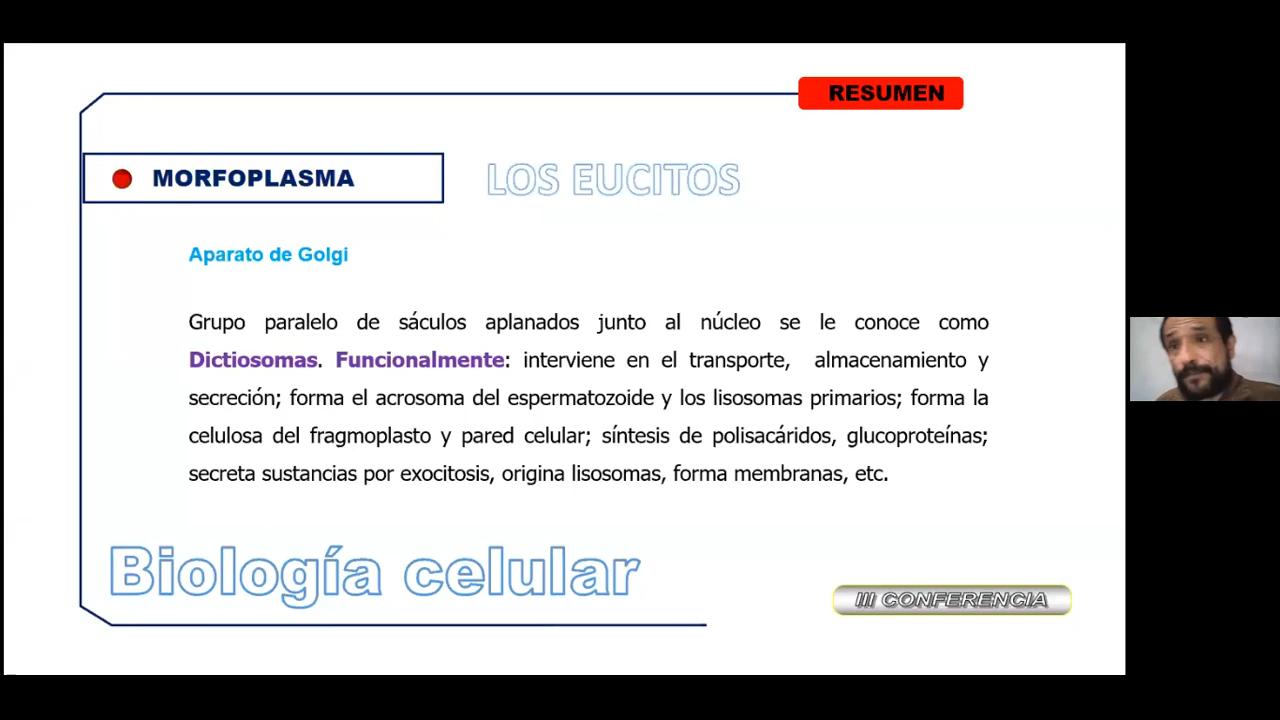 RESUMEN
MORFOPLASMA
LOS EUCITOS
Aparato de Golgi
Grupo paralelo de sáculos aplanados junto al núcleo se le conoce como
Dictiosomas. Funcionalmente: interviene en el transporte, almacenamiento y
secreción; forma el acrosoma del espermatozoide y los lisosomas primarios; forma la
celulosa del fragmoplasto y pared celular; síntesis de polisacáridos, glucoproteínas;
secreta sustancias por exocitosis, origina lisosomas, forma membranas, etc.
Biología celular
III CONFERENCIA